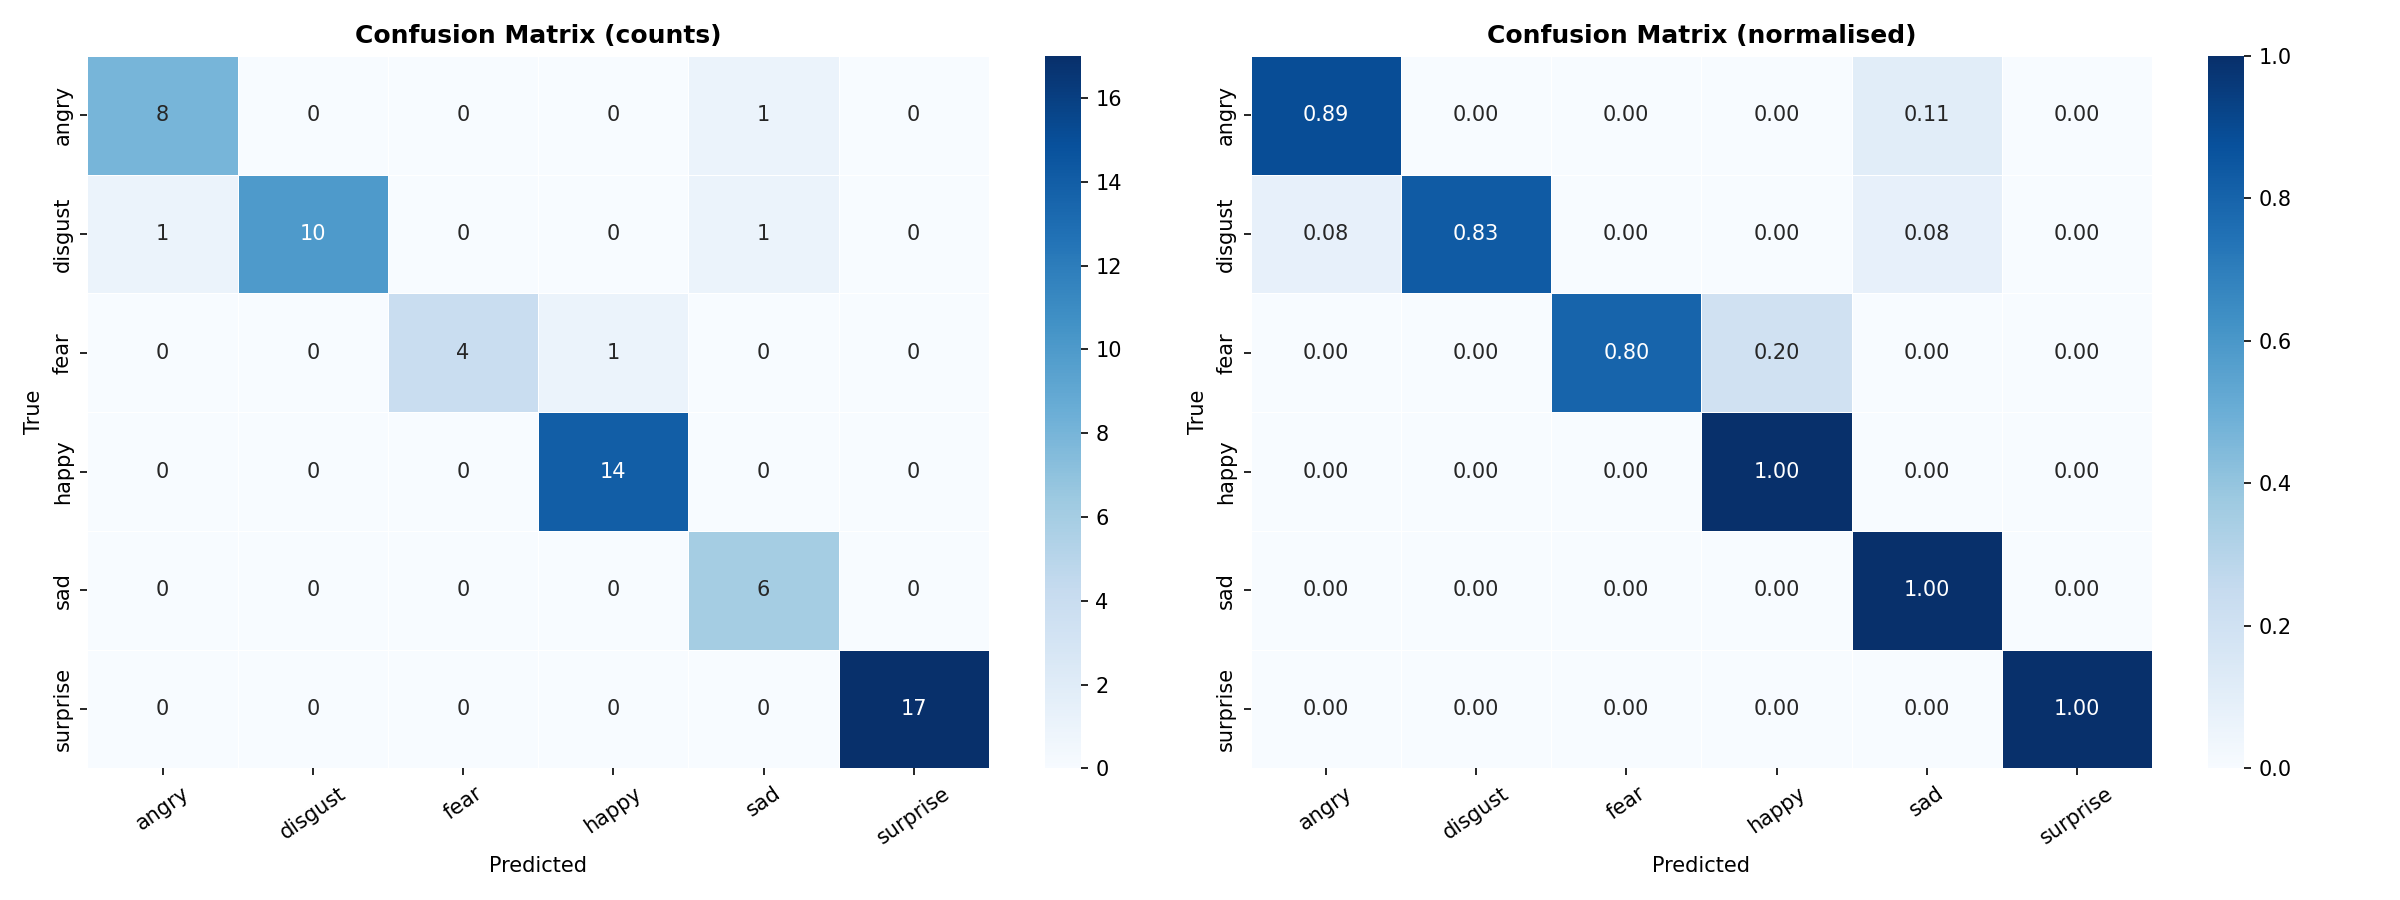 Confusion Matrix (counts)
angry 8 0 0 0 1 0
disgust 1 10 0 0 1 0
fear 0 0 4 1 0 0
happy 0 0 0 14 0 0
sad 0 0 0 0 6 0
surprise 0 0 0 0 0 17
True
angry disgust fear happy sad surprise
Predicted
16
14
12
10
8
6
4
2
0
Confusion Matrix (normalised)
angry 0.89 0.00 0.00 0.00 0.11 0.00
disgust 0.08 0.83 0.00 0.00 0.08 0.00
fear 0.00 0.00 0.80 0.20 0.00 0.00
happy 0.00 0.00 0.00 1.00 0.00 0.00
sad 0.00 0.00 0.00 0.00 1.00 0.00
surprise 0.00 0.00 0.00 0.00 0.00 1.00
True
angry disgust fear happy sad surprise
Predicted
1.0
0.8
0.6
0.4
0.2
0.0